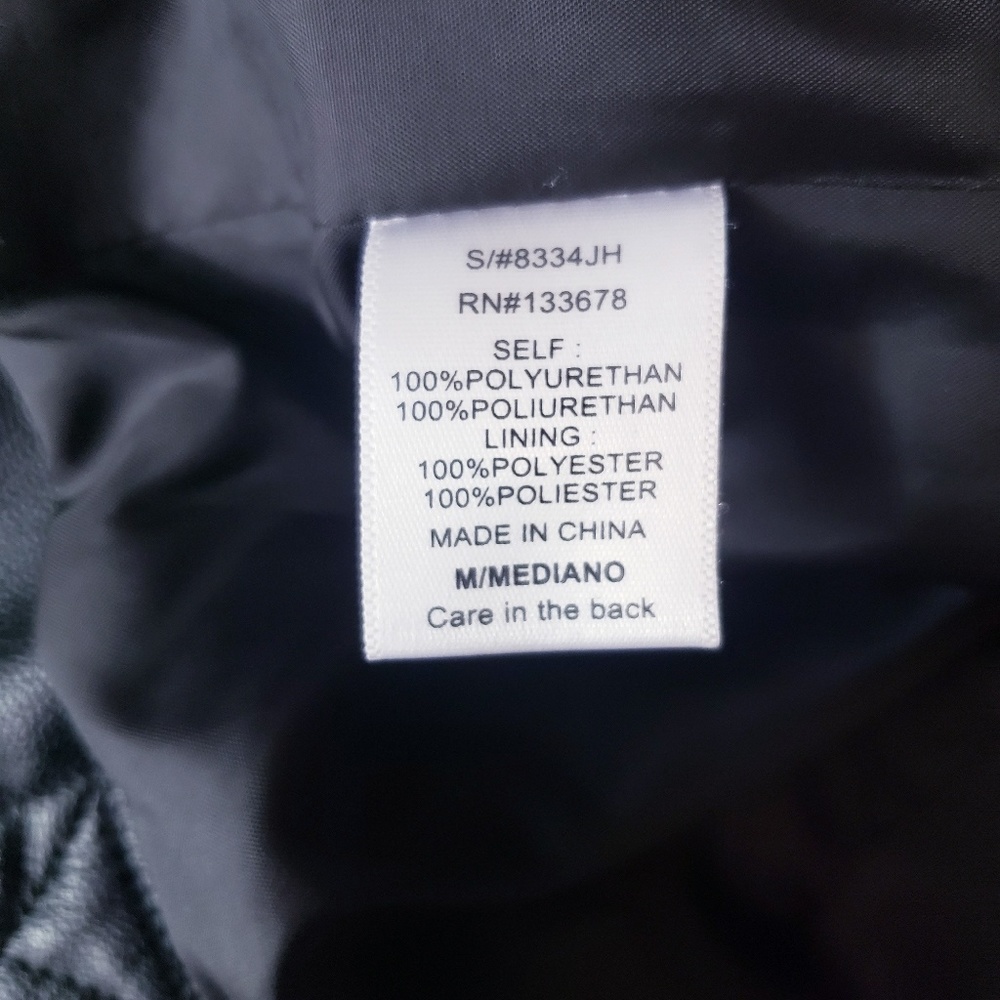 S/#8334JH
RN#133678
SELF :
100%POLYURETHAN
100%POLIURETHAN
LINING :
100%POLYESTER
100%POLIESTER
MADE IN CHINA
M/MEDIANO
Care in the back